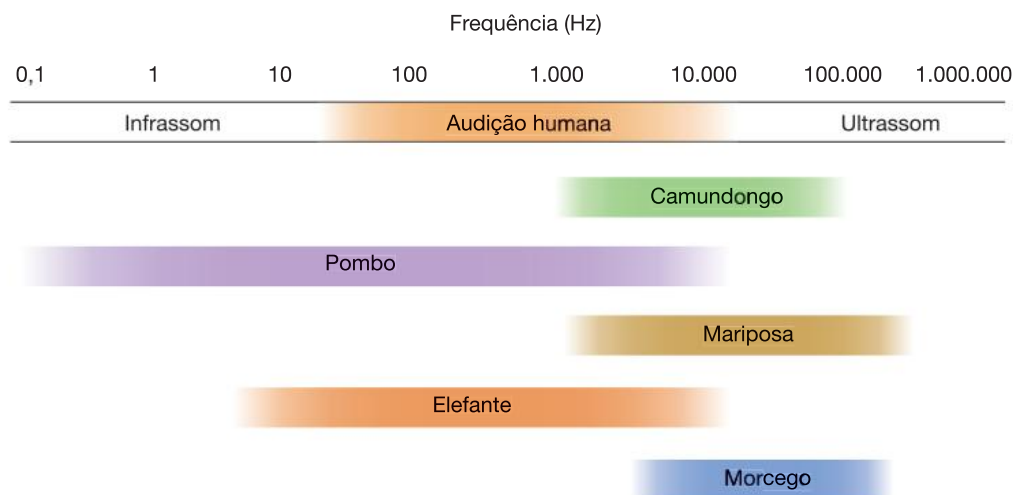 Frequência (Hz)
0,1 1 10 100 1.000 10.000 100.000 1.000.000
Infrassom Audição humana Ultrassom
Camundongo
Pombo
Mariposa
Elefante
Morcego